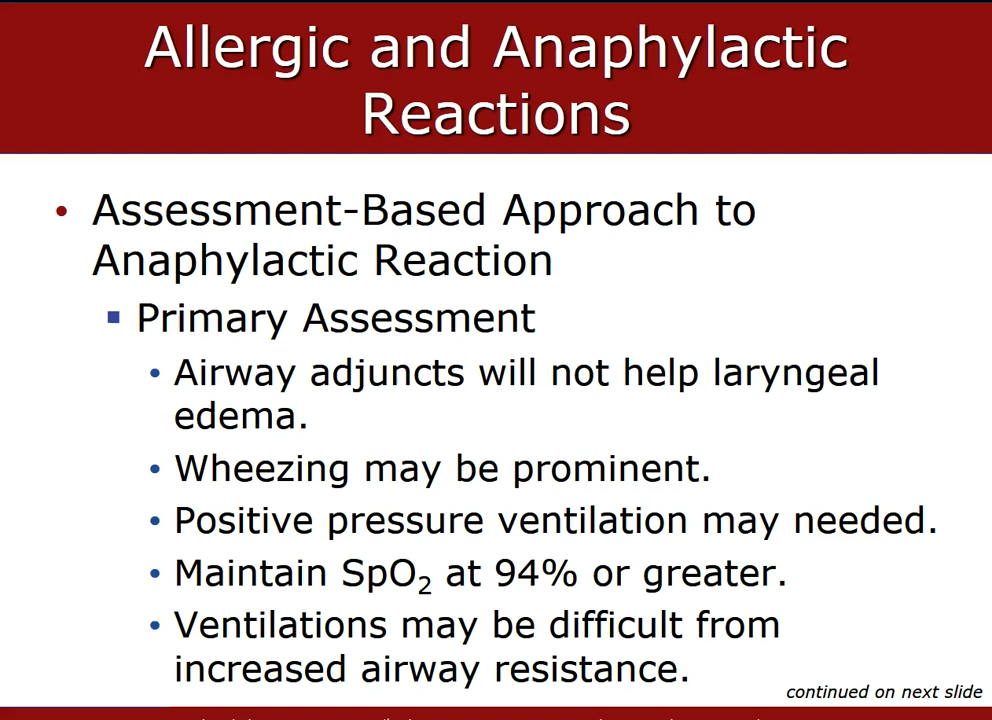 Allergic and Anaphylactic
Reactions
• Assessment-Based Approach to
Anaphylactic Reaction
▪ Primary Assessment
• Airway adjuncts will not help laryngeal
edema.
• Wheezing may be prominent.
• Positive pressure ventilation may needed.
• Maintain SpO₂ at 94% or greater.
• Ventilations may be difficult from
increased airway resistance.
continued on next slide